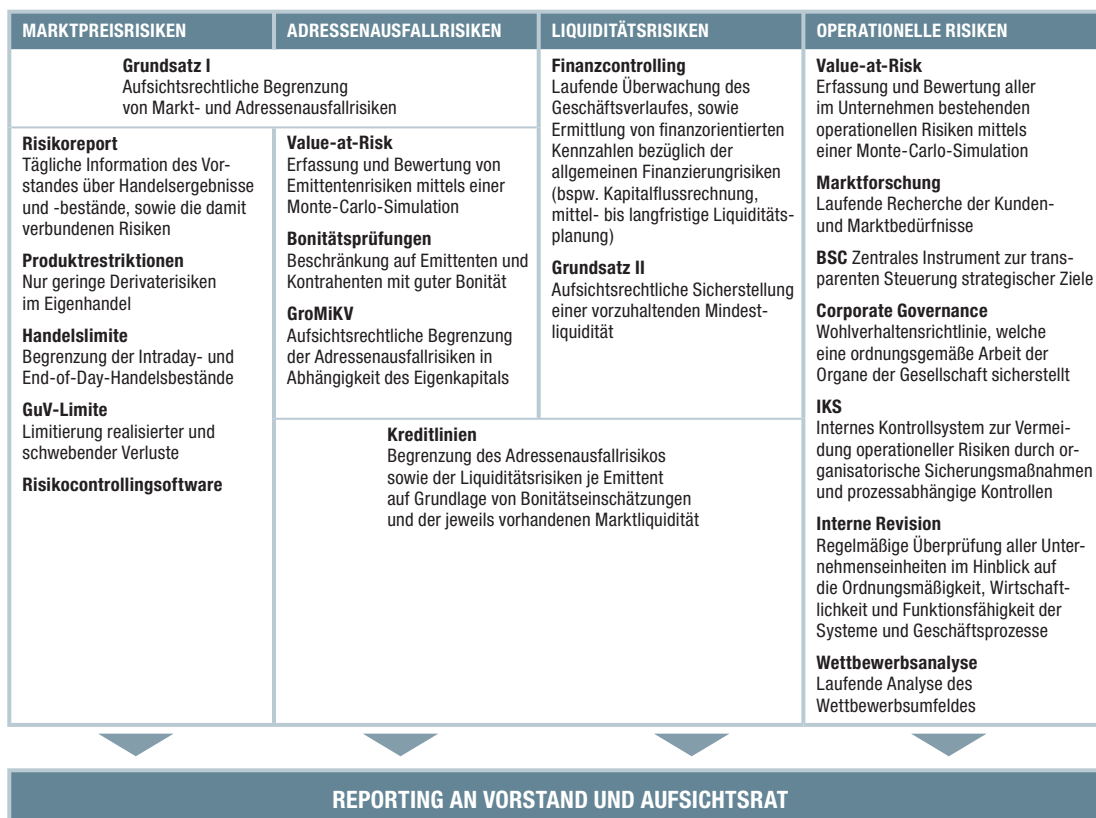 MARKTPREISRISIKEN
ADRESSENAUSFALLRISIKEN
LIQUIDITÄTSRISIKEN
OPERATIONELLE RISIKEN
Grundsatz I
Aufsichtsrechtliche Begrenzung
von Markt- und Adressenausfallrisiken
Risikoreport
Tägliche Information des Vor-
standes über Handelsergebnisse
und -bestände, sowie die damit
verbundenen Risiken
Produktrestriktionen
Nur geringe Derivaterisiken
im Eigenhandel
Handelslimite
Begrenzung der Intraday- und
End-of-Day-Handelsbestände
GuV-Limite
Limitierung realisierter und
schwebender Verluste
Risikocontrollingsoftware
Value-at-Risk
Erfassung und Bewertung von
Emittentenrisiken mittels einer
Monte-Carlo-Simulation
Bonitätsprüfungen
Beschränkung auf Emittenten und
Kontrahenten mit guter Bonität
GroMiKV
Aufsichtsrechtliche Begrenzung
der Adressenausfallrisiken in
Abhängigkeit des Eigenkapitals
Finanzcontrolling
Laufende Überwachung des
Geschäftsverlaufes, sowie
Ermittlung von finanzorientierten
Kennzahlen bezüglich der
allgemeinen Finanzierungrisiken
(bspw. Kapitalflussrechnung,
mittel- bis langfristige Liquiditäts-
planung)
Grundsatz II
Aufsichtsrechtliche Sicherstellung
einer vorzuhaltenden Mindest-
liquidität
Kreditlinien
Begrenzung des Adressenausfallrisikos
sowie der Liquiditätsrisiken je Emittent
auf Grundlage von Bonitätseinschätzungen
und der jeweils vorhandenen Marktliquidität
Value-at-Risk
Erfassung und Bewertung aller
im Unternehmen bestehenden
operationellen Risiken mittels
einer Monte-Carlo-Simulation
Marktforschung
Laufende Recherche der Kunden-
und Marktbedürfnisse
BSC Zentrales Instrument zur trans-
parenten Steuerung strategischer Ziele
Corporate Governance
Wohlverhaltensrichtlinie, welche
eine ordnungsgemäße Arbeit der
Organe der Gesellschaft sicherstellt
IKS
Internes Kontrollsystem zur Vermei-
dung operationeller Risiken durch or-
ganisatorische Sicherungsmaßnahmen
und prozessabhängige Kontrollen
Interne Revision
Regelmäßige Überprüfung aller Unter-
nehmenseinheiten im Hinblick auf
die Ordnungsmäßigkeit, Wirtschaft-
lichkeit und Funktionsfähigkeit der
Systeme und Geschäftsprozesse
Wettbewerbsanalyse
Laufende Analyse des
Wettbewerbsumfeldes
REPORTING AN VORSTAND UND AUFSICHTSRAT